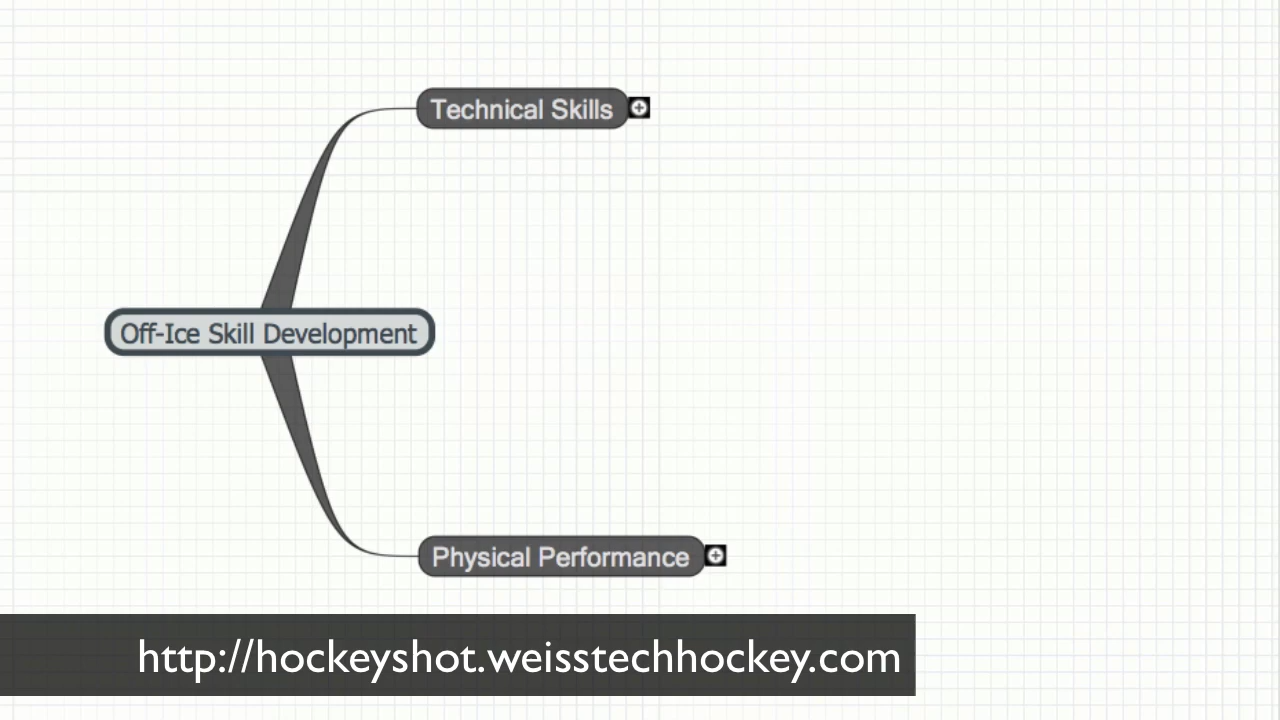 Technical Skills
Off-Ice Skill Development
Physical Performance
http://hockeyshot.weisstechhockey.com